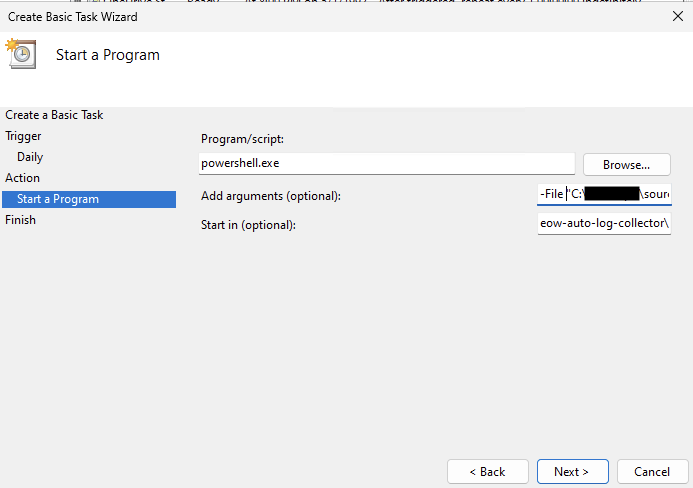 Create Basic Task Wizard
Start a Program
Create a Basic Task
Trigger
Daily
Action
Start a Program
Finish
Program/script:
powershell.exe
Browse...
Add arguments (optional):
-File "C:\ \sour
Start in (optional):
eow-auto-log-collector\
< Back
Next >
Cancel